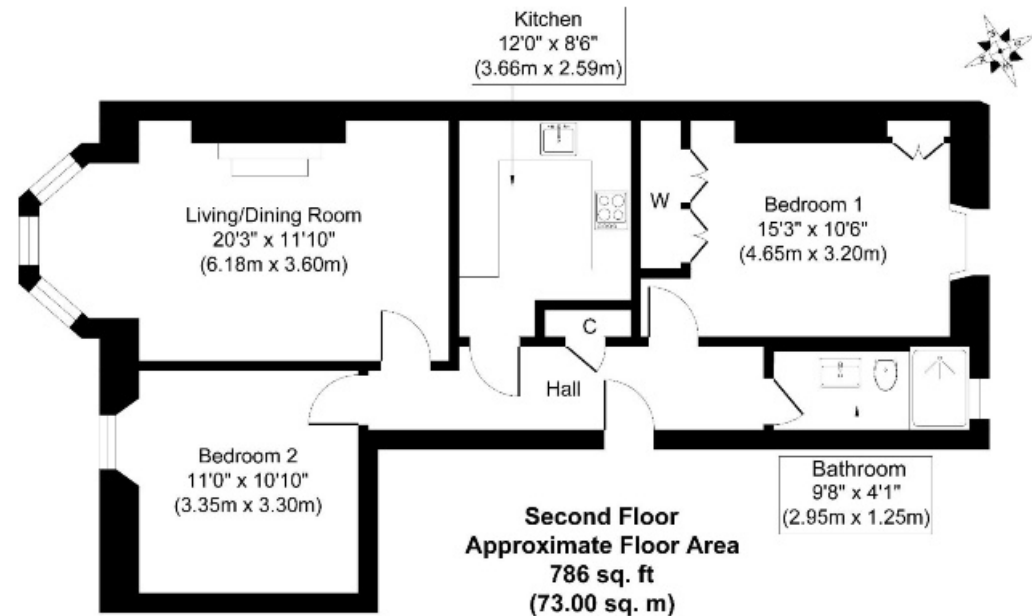 Kitchen
12'0" x 8'6"
(3.66m x 2.59m)
Living/Dining Room
20'3" x 11'10"
(6.18m x 3.60m)
W
Bedroom 1
15'3" x 10'6"
(4.65m x 3.20m)
C
Hall
Bedroom 2
11'0" x 10'10"
(3.35m x 3.30m)
Bathroom
9'8" x 4'1"
(2.95m x 1.25m)
Second Floor
Approximate Floor Area
786 sq. ft
(73.00 sq. m)